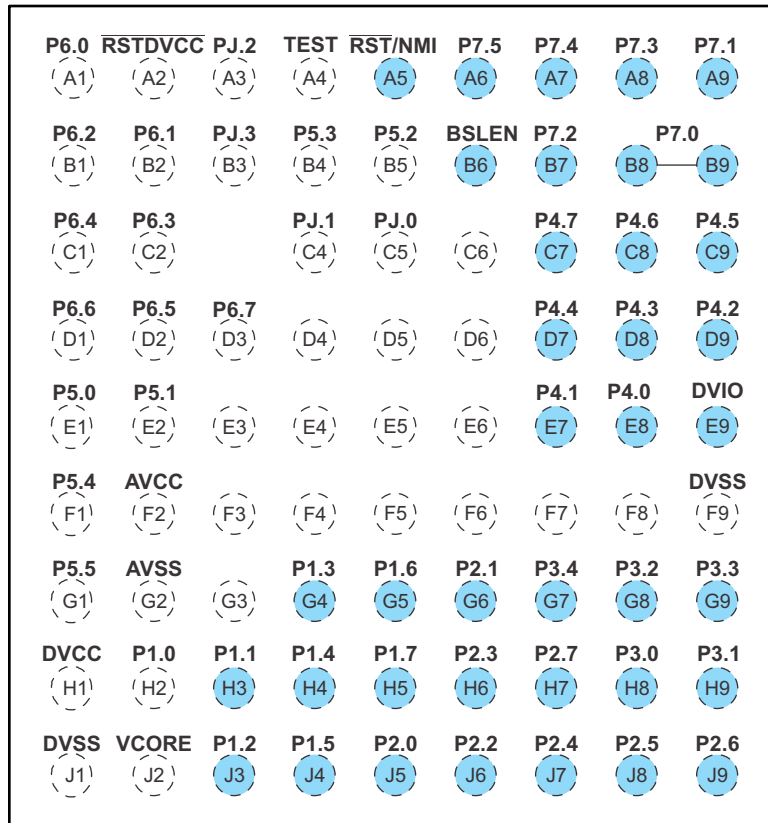 P6.0 RSTDVCC PJ.2 TEST RST/NMI P7.5 P7.4 P7.3 P7.1
A1 A2 A3 A4 A5 A6 A7 A8 A9
P6.2 P6.1 PJ.3 P5.3 P5.2 BSLEN P7.2 P7.0
B1 B2 B3 B4 B5 B6 B7 B8 B9
P6.4 P6.3 PJ.1 PJ.0 P4.7 P4.6 P4.5
C1 C2 C4 C5 C6 C7 C8 C9
P6.6 P6.5 P6.7 P4.4 P4.3 P4.2
D1 D2 D3 D4 D5 D6 D7 D8 D9
P5.0 P5.1 P4.1 P4.0 DVIO
E1 E2 E3 E4 E5 E6 E7 E8 E9
P5.4 AVCC DVSS
F1 F2 F3 F4 F5 F6 F7 F8 F9
P5.5 AVSS P1.3 P1.6 P2.1 P3.4 P3.2 P3.3
G1 G2 G3 G4 G5 G6 G7 G8 G9
DVCC P1.0 P1.1 P1.4 P1.7 P2.3 P2.7 P3.0 P3.1
H1 H2 H3 H4 H5 H6 H7 H8 H9
DVSS VCORE P1.2 P1.5 P2.0 P2.2 P2.4 P2.5 P2.6
J1 J2 J3 J4 J5 J6 J7 J8 J9